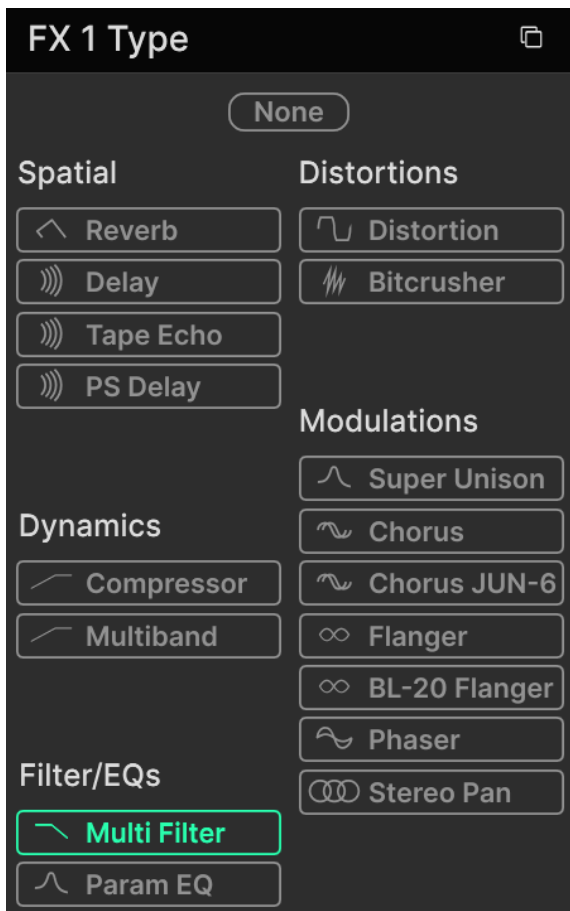 FX 1 Type
None
Spatial
Reverb
Delay
Tape Echo
PS Delay
Dynamics
Compressor
Multiband
Filter/EQs
Multi Filter
Param EQ
Distortions
Distortion
Bitcrusher
Modulations
Super Unison
Chorus
Chorus JUN-6
Flanger
BL-20 Flanger
Phaser
Stereo Pan